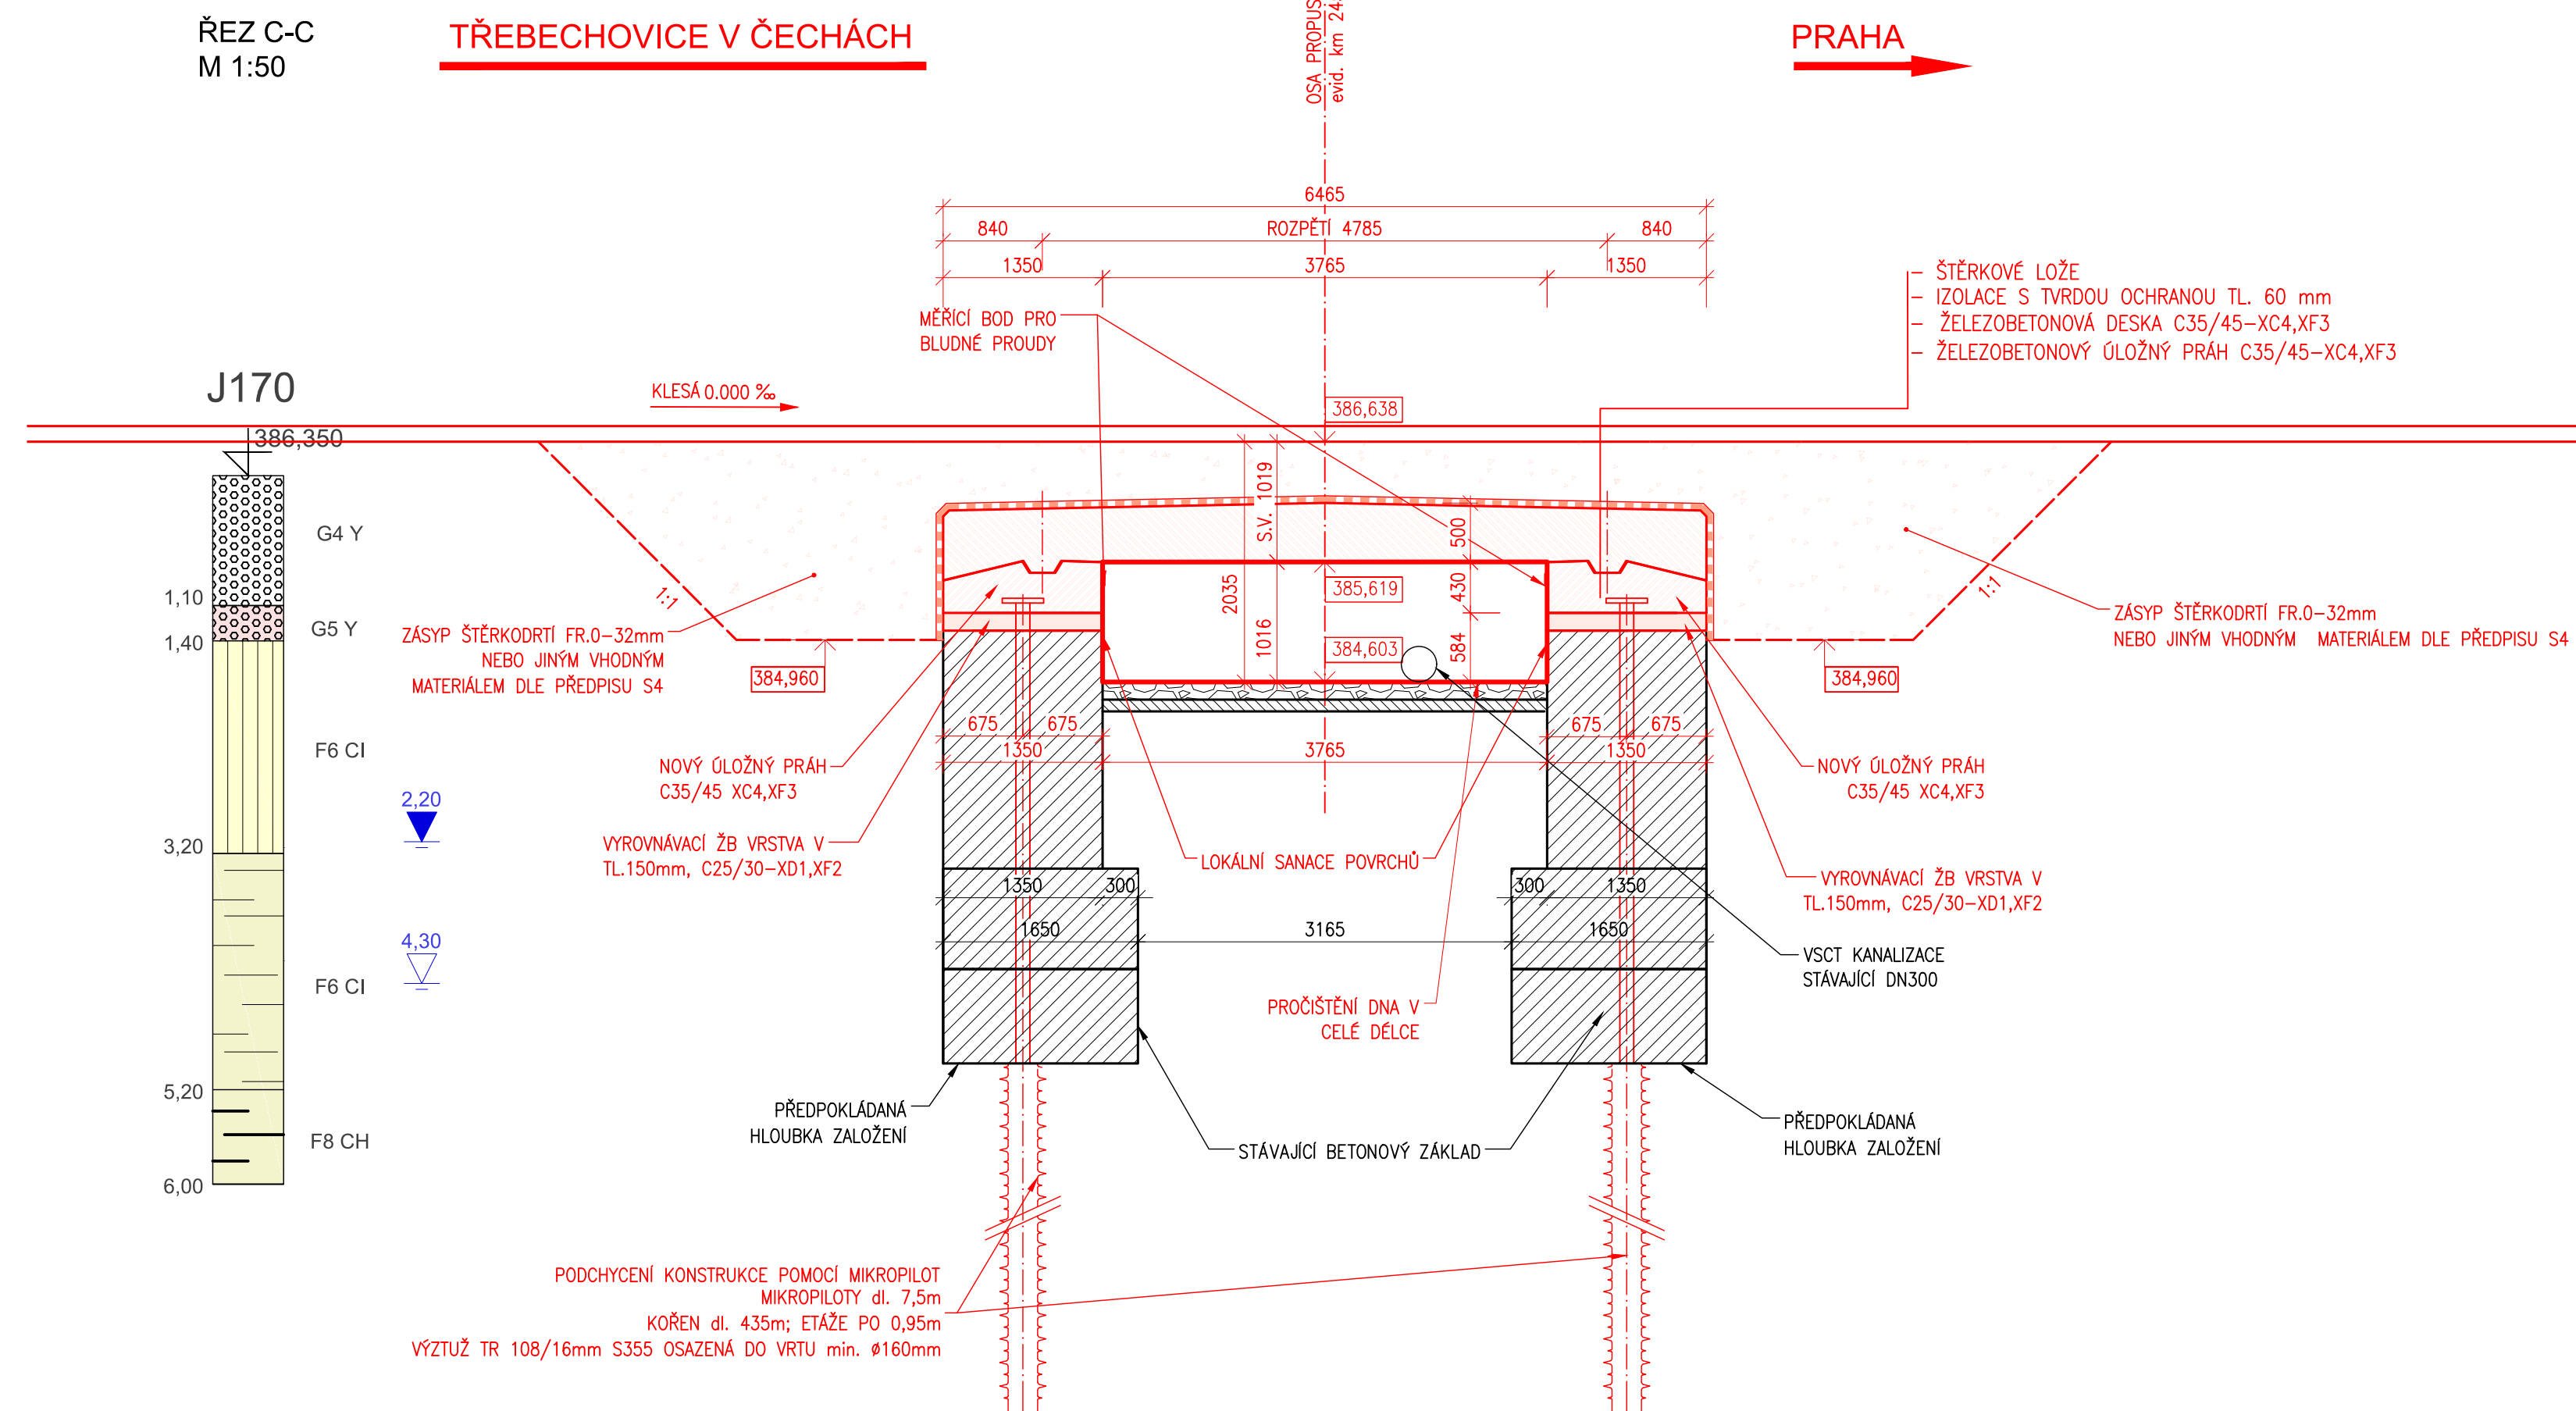 ŘEZ C-C
M 1:50
TŘEBECHOVICE V ČECHÁCH
OSA PROPUS
evid. km 24
PRAHA
6465
840
ROZPĚTÍ 4785
840
1350
3765
1350
MĚŘÍCÍ BOD PRO
BLUDNÉ PROUDY
– ŠTĚRKOVÉ LOŽE
– IZOLACE S TVRDOU OCHRANOU TL. 60 mm
– ŽELEZOBETONOVÁ DESKA C35/45-XC4,XF3
– ŽELEZOBETONOVÝ ÚLOŽNÝ PRÁH C35/45-XC4,XF3
J170
386,350
KLESÁ 0.000 ‰
386,638
S.V. 1019
2035
1016
500
430
584
385,619
384,603
G4 Y
1,10
G5 Y
1,40
F6 CI
2,20
3,20
4,30
F6 CI
5,20
F8 CH
6,00
1:1
1:1
ZÁSYP ŠTĚRKODRTÍ FR.0-32mm
NEBO JINÝM VHODNÝM
MATERIÁLEM DLE PŘEDPISU S4
384,960
ZÁSYP ŠTĚRKODRTÍ FR.0-32mm
NEBO JINÝM VHODNÝM MATERIÁLEM DLE PŘEDPISU S4
384,960
675
675
675
675
1350
3765
1350
NOVÝ ÚLOŽNÝ PRÁH
C35/45 XC4,XF3
NOVÝ ÚLOŽNÝ PRÁH
C35/45 XC4,XF3
VYROVNÁVACÍ ŽB VRSTVA V
TL.150mm, C25/30-XD1,XF2
LOKÁLNÍ SANACE POVRCHŮ
VYROVNÁVACÍ ŽB VRSTVA V
TL.150mm, C25/30-XD1,XF2
1350
300
300
1350
1650
3165
1650
VSCT KANALIZACE
STÁVAJÍCÍ DN300
PROČIŠTĚNÍ DNA V
CELÉ DÉLCE
PŘEDPOKLÁDANÁ
HLOUBKA ZALOŽENÍ
STÁVAJÍCÍ BETONOVÝ ZÁKLAD
PŘEDPOKLÁDANÁ
HLOUBKA ZALOŽENÍ
PODCHYCENÍ KONSTRUKCE POMOCÍ MIKROPILOT
MIKROPILOTY dl. 7,5m
KOŘEN dl. 435m; ETÁŽE PO 0,95m
VÝZTUŽ TR 108/16mm S355 OSAZENÁ DO VRTU min. ø160mm